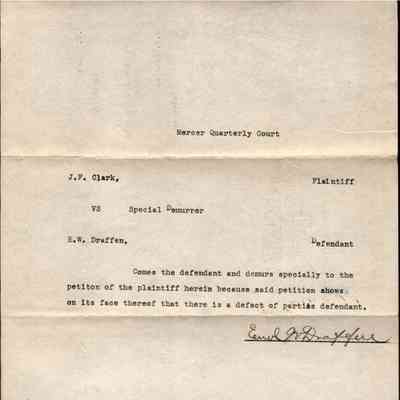 Mercer Quarterly Court
J.F. Clark, Plaintiff
VS Special Demurrer
E.W. Draffen, Defendant
Comes the defendant and demurs specially to the
petiton of the plaintiff herein because said petition shows
on its face thereof that there is a defect of parties defendant.